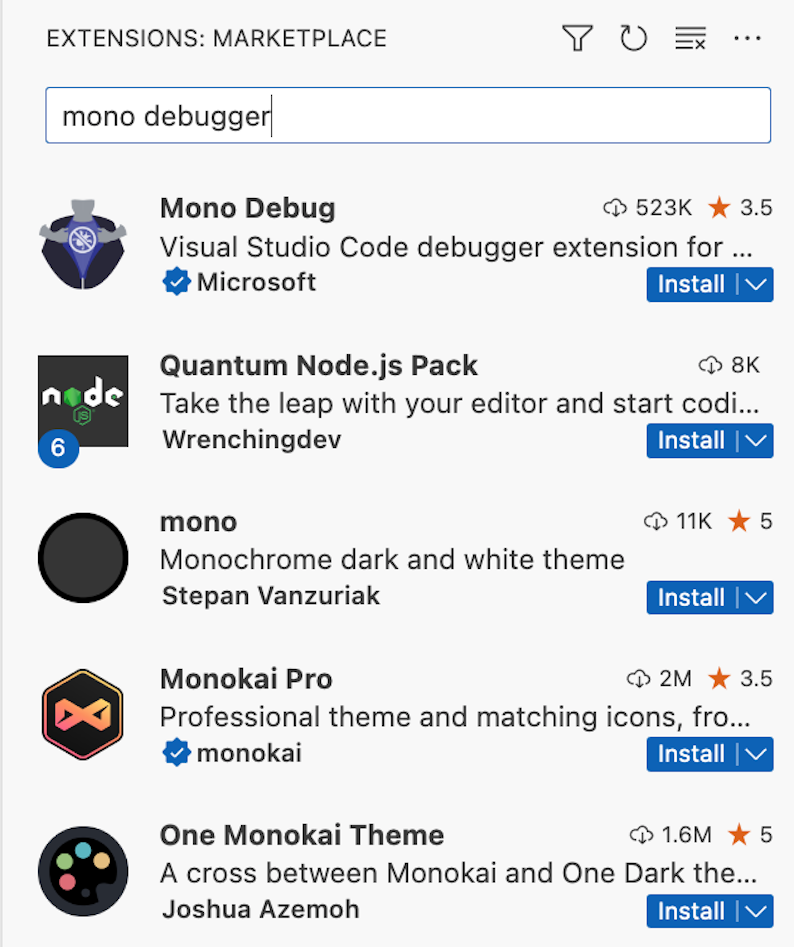 EXTENSIONS: MARKETPLACE
mono debugger
Mono Debug 523K 3.5
Visual Studio Code debugger extension for ...
Microsoft Install
Quantum Node.js Pack 8K
node
JS
Take the leap with your editor and start codi...
6 Wrenchingdev Install
mono 11K 5
Monochrome dark and white theme
Stepan Vanzuriak Install
Monokai Pro 2M 3.5
Professional theme and matching icons, fro...
monokai Install
One Monokai Theme 1.6M 5
A cross between Monokai and One Dark the...
Joshua Azemoh Install